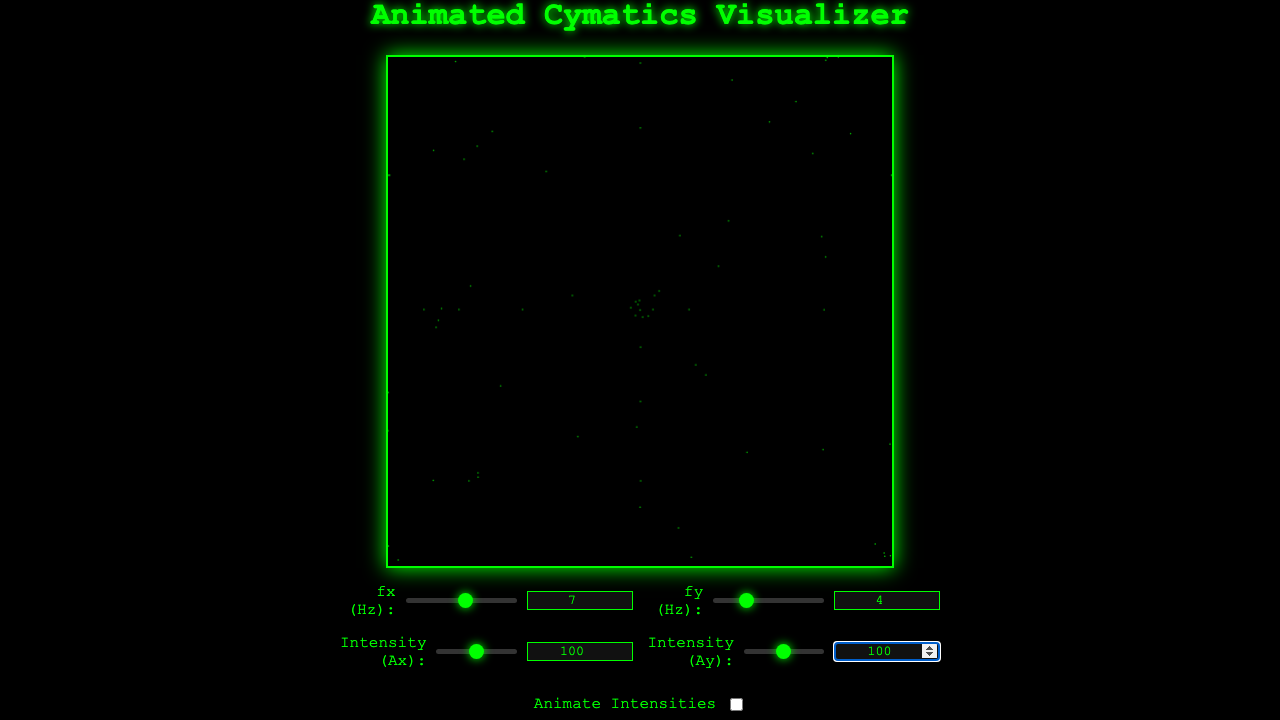 Animated Cymatics Visualizer
fx (Hz): 7 fy (Hz): 4
Intensity (Ax): 100 Intensity (Ay): 100
Animate Intensities